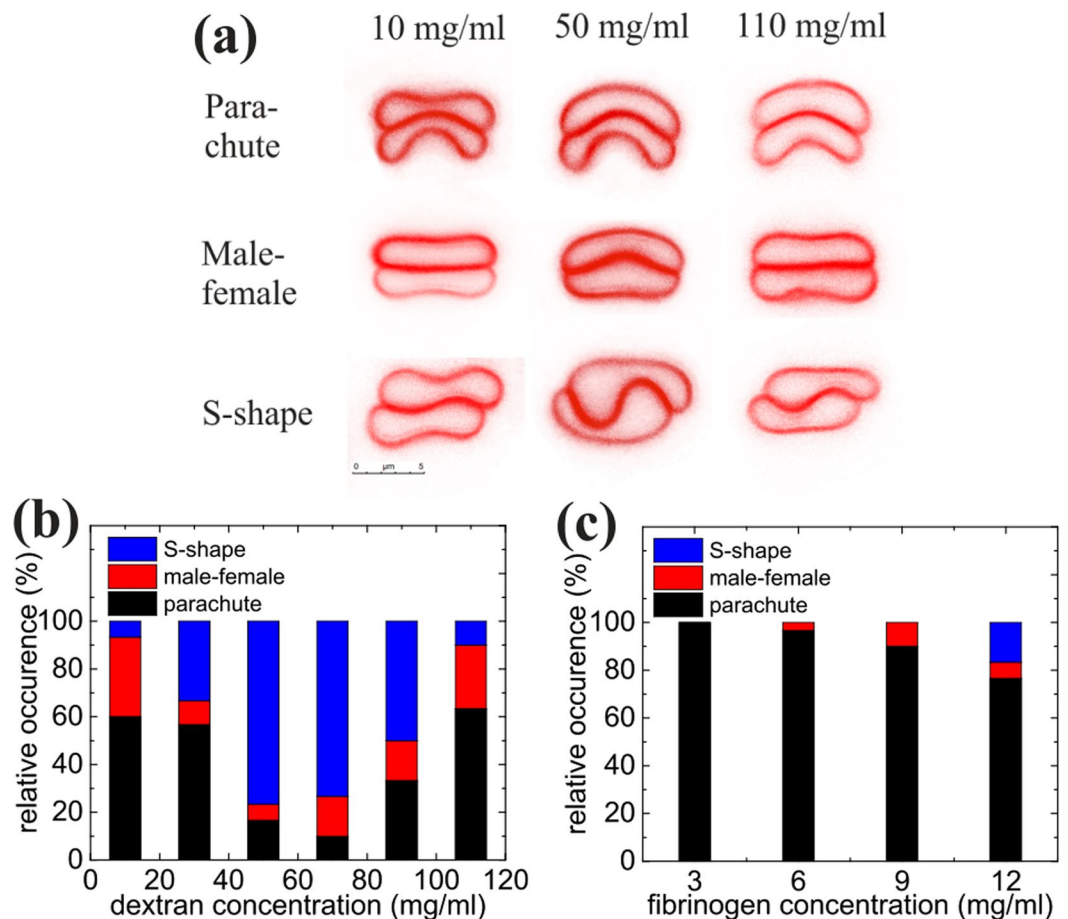 (a)
10 mg/ml 50 mg/ml 110 mg/ml
Para-
chute
Male-
female
S-shape
0 µm 5
(b)
S-shape
male-female
parachute
relative occurence (%)
100
80
60
40
20
0
0 20 40 60 80 100 120
dextran concentration (mg/ml)
(c)
S-shape
male-female
parachute
relative occurence (%)
100
80
60
40
20
0
3 6 9 12
fibrinogen concentration (mg/ml)